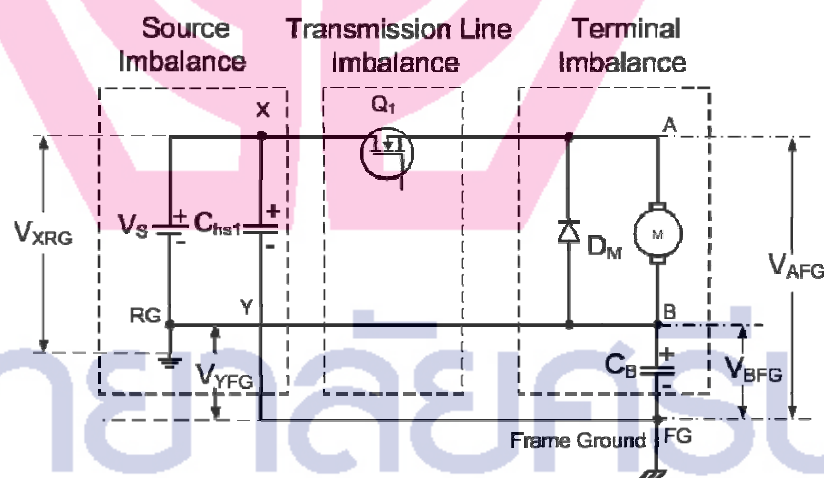 Source Imbalance
Transmission Line Imbalance
Terminal Imbalance
X
Q1
A
VXRG
VS
+
-
Chs1
+
-
DM
M
VAFG
RG
Y
B
VYFG
CB
+
-
VBFG
Frame Ground
FG